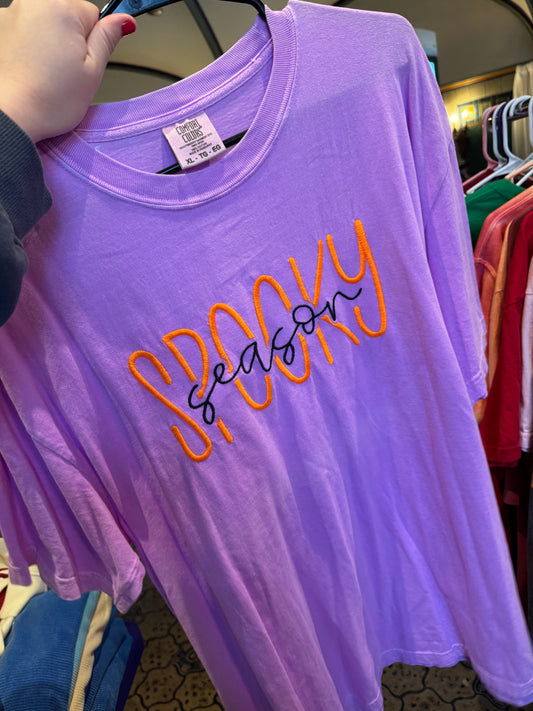 COMFORT
COLORS
XL - TG - EG
SPOOKY
season